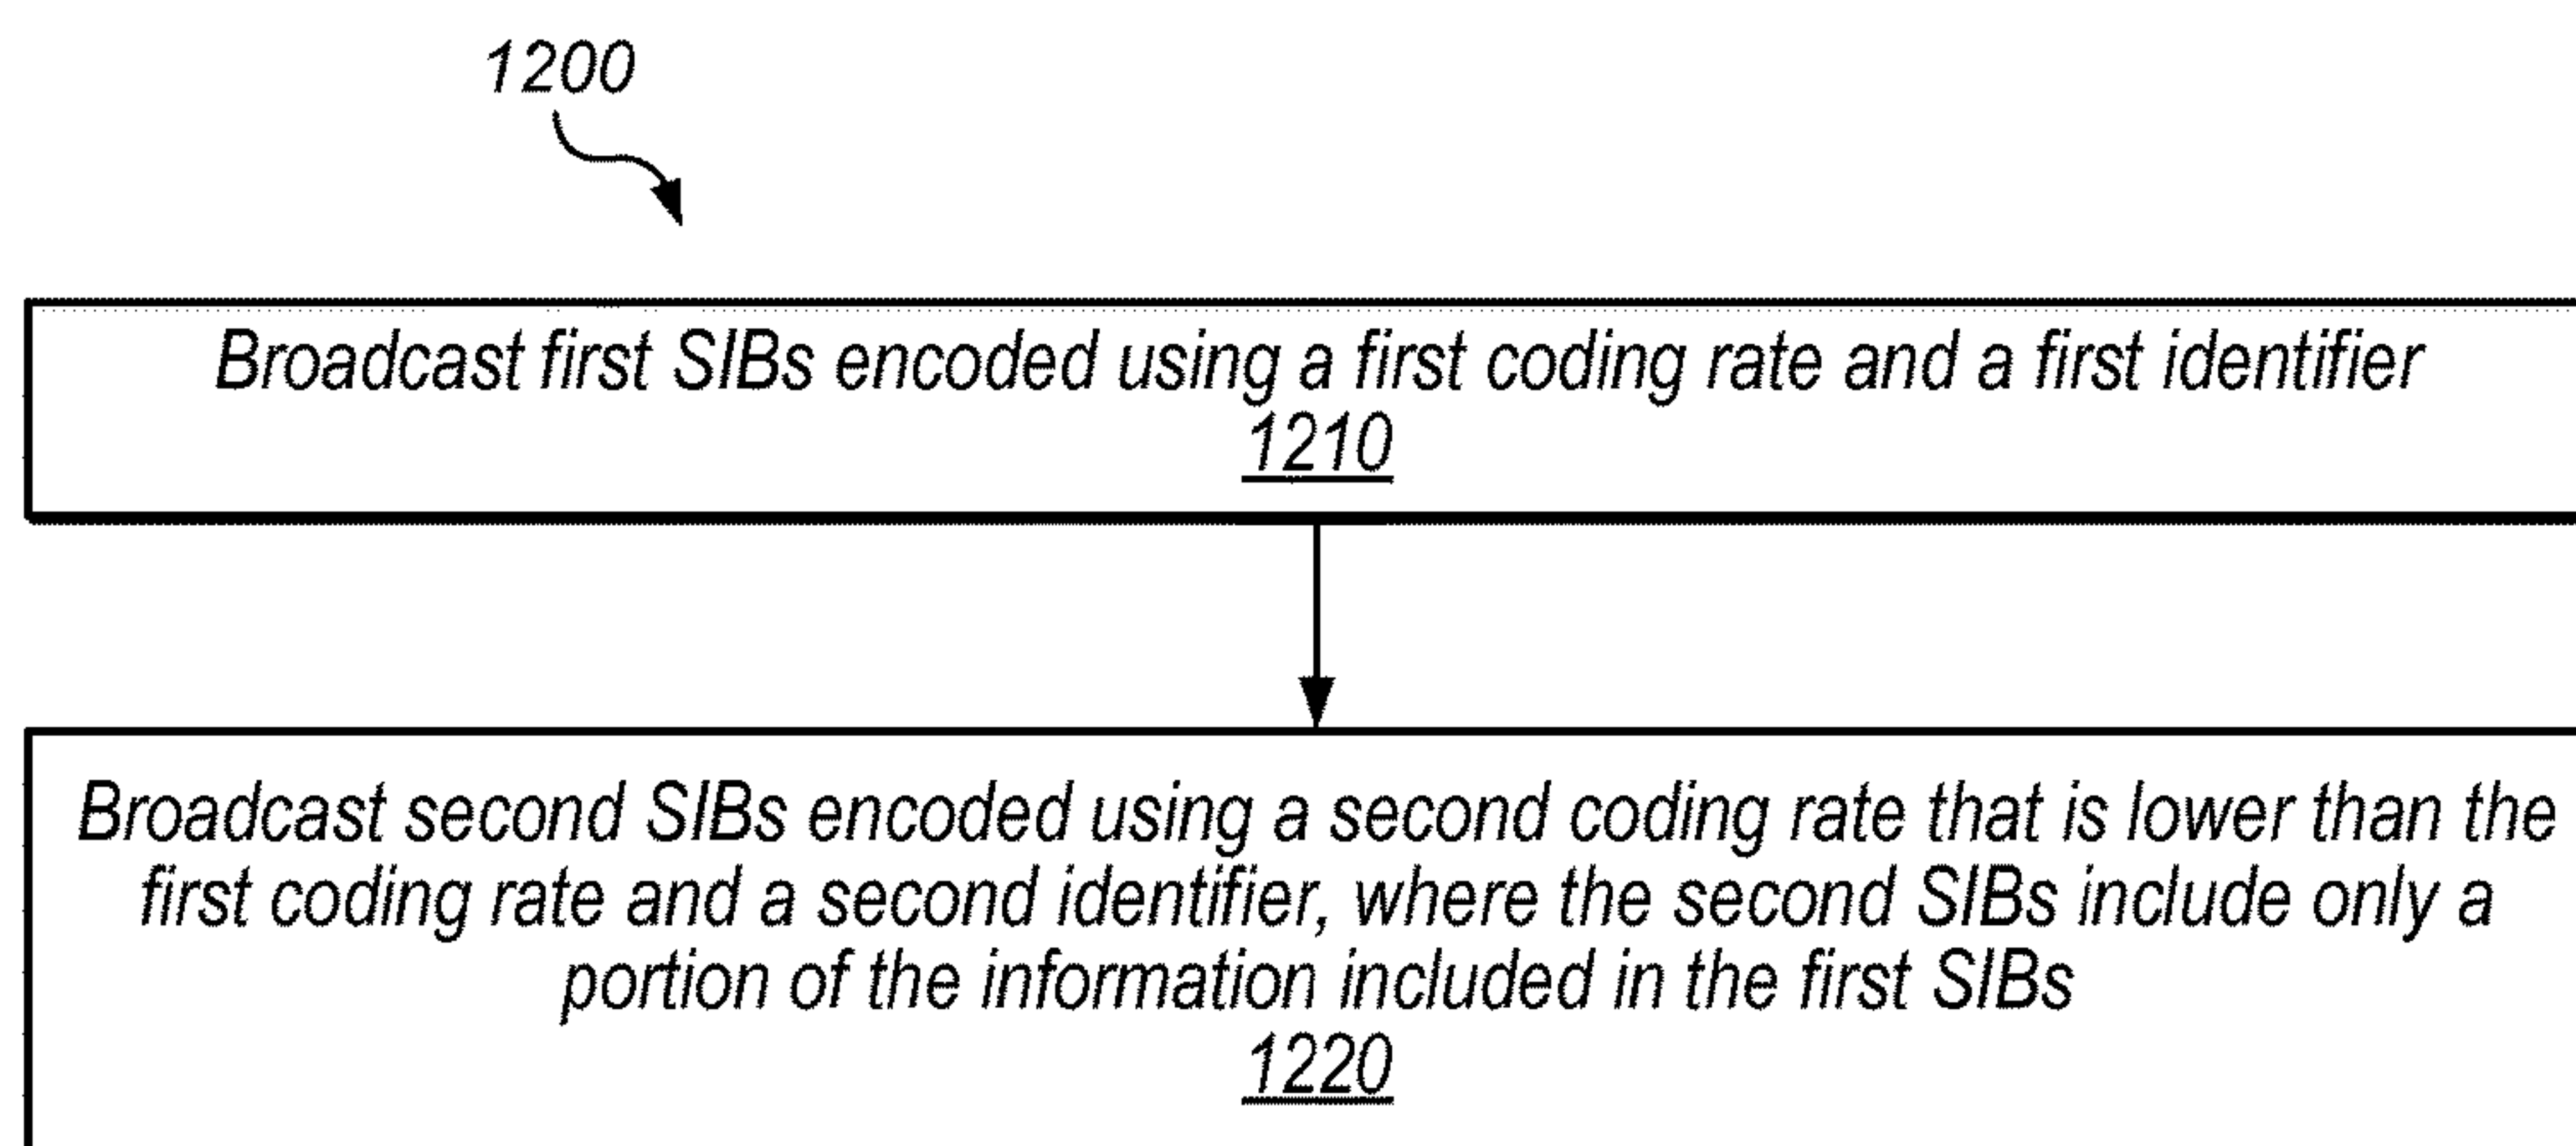 1200
Broadcast first SIBs encoded using a first coding rate and a first identifier
1210
Broadcast second SIBs encoded using a second coding rate that is lower than the
first coding rate and a second identifier, where the second SIBs include only a
portion of the information included in the first SIBs
1220